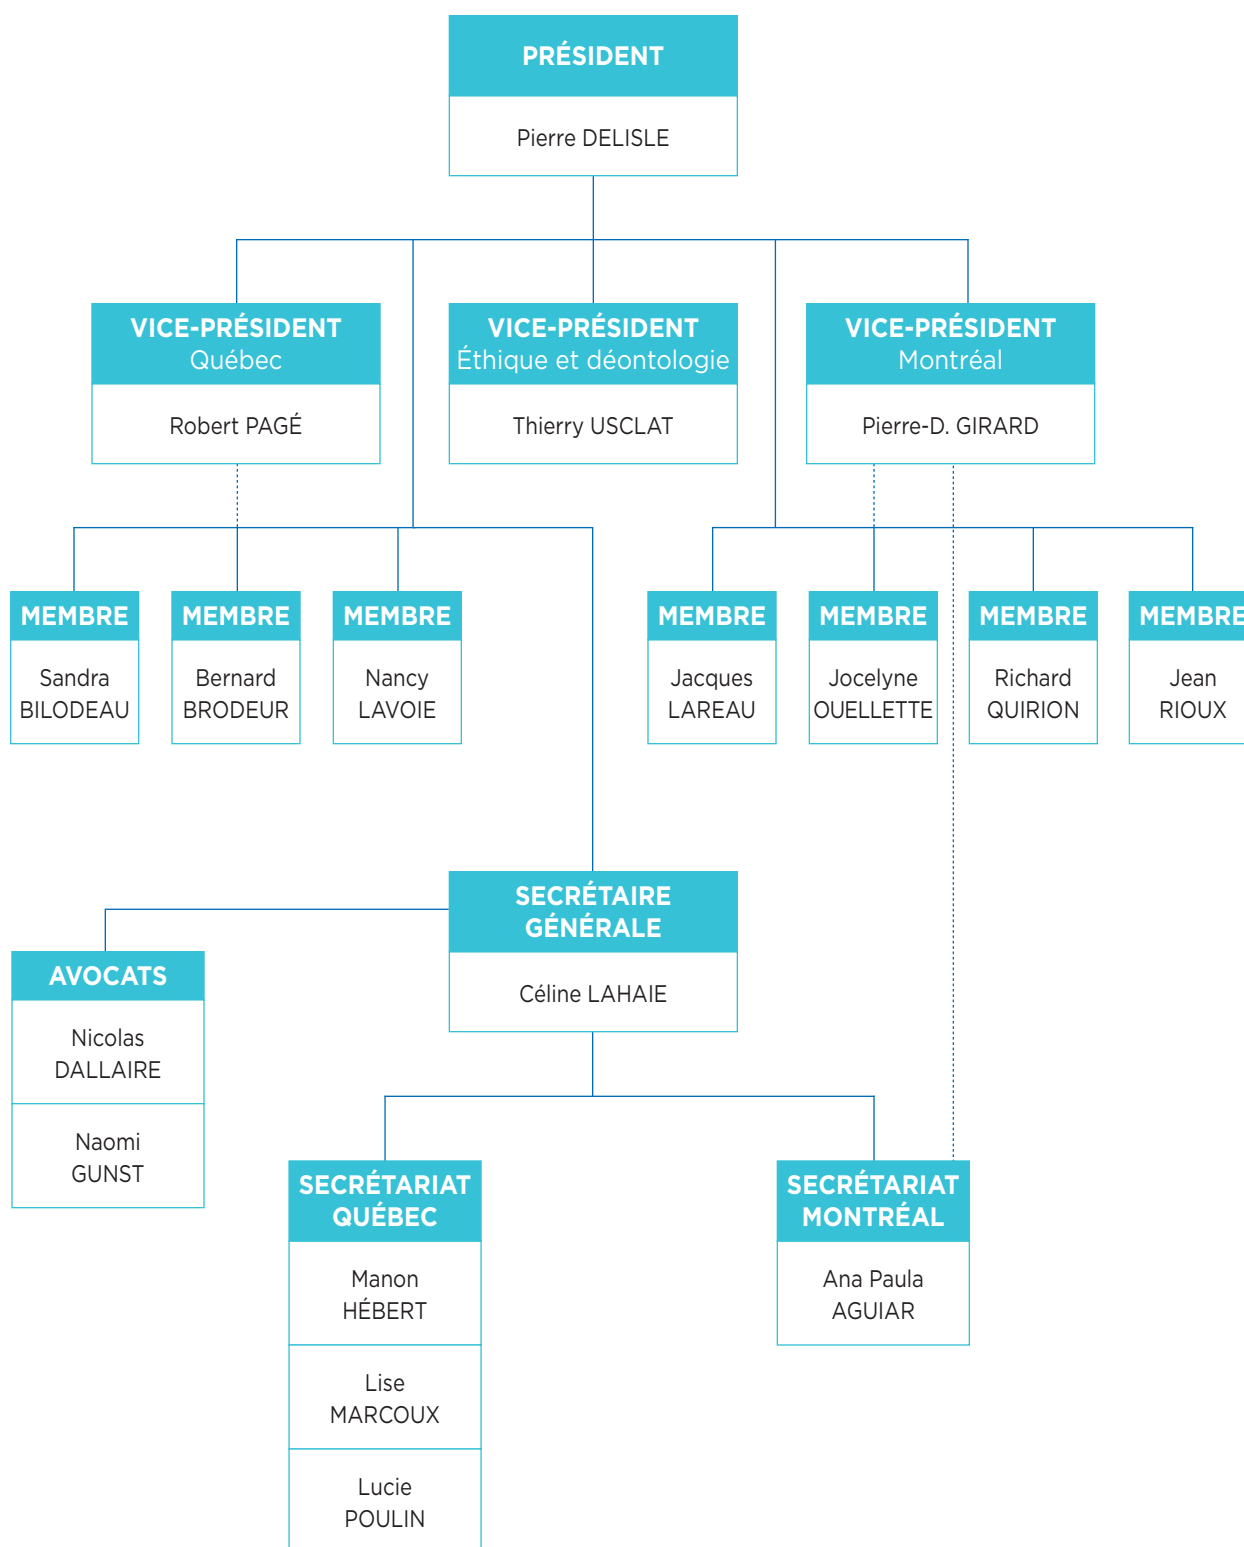 PRÉSIDENT
Pierre DELISLE
VICE-PRÉSIDENT
Québec
Robert PAGÉ
VICE-PRÉSIDENT
Éthique et déontologie
Thierry USCLAT
VICE-PRÉSIDENT
Montréal
Pierre-D. GIRARD
MEMBRE
Sandra
BILODEAU
MEMBRE
Bernard
BRODEUR
MEMBRE
Nancy
LAVOIE
MEMBRE
Jacques
LAREAU
MEMBRE
Jocelyne
OUELLETTE
MEMBRE
Richard
QUIRION
MEMBRE
Jean
RIOUX
SECRÉTAIRE
GÉNÉRALE
Céline LAHAIE
AVOCATS
Nicolas
DALLAIRE
Naomi
GUNST
SECRÉTARIAT
QUÉBEC
Manon
HÉBERT
Lise
MARCOUX
Lucie
POULIN
SECRÉTARIAT
MONTRÉAL
Ana Paula
AGUIAR